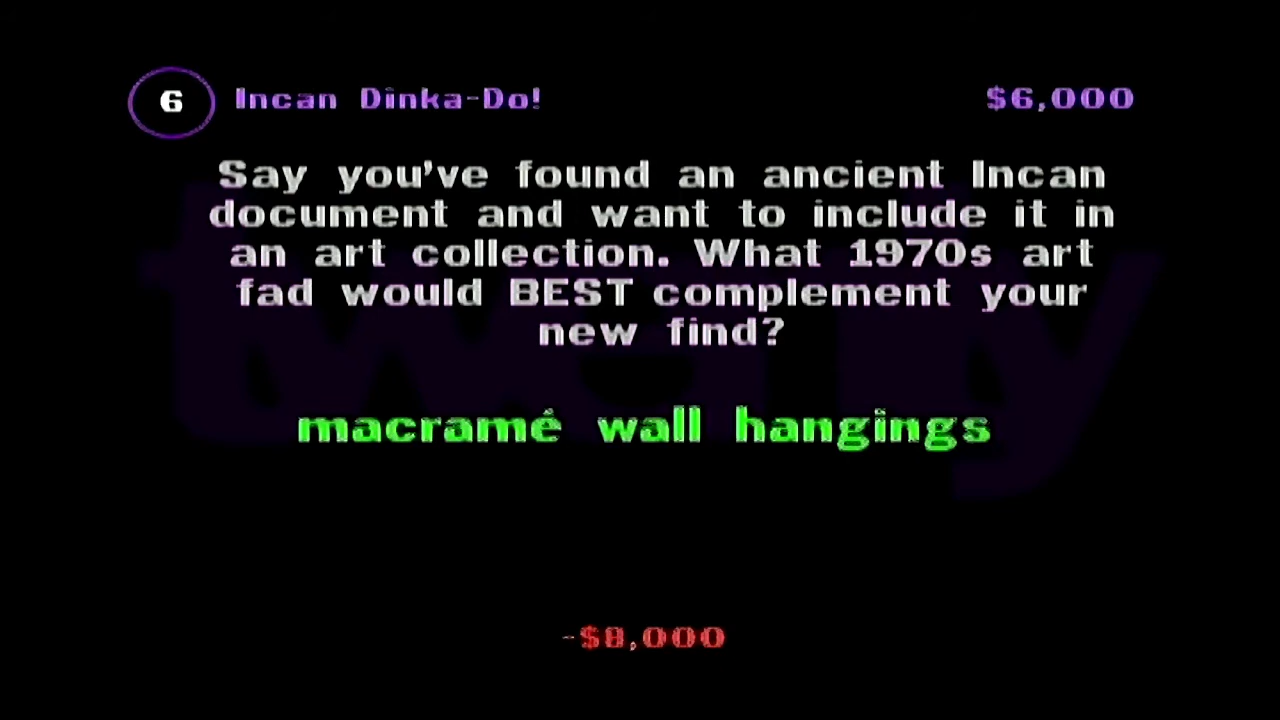 6 Incan Dinka-Do! $6,000
Say you've found an ancient Incan
document and want to include it in
an art collection. What 1970s art
fad would BEST complement your
new find?
macramé wall hangings
-$8,000